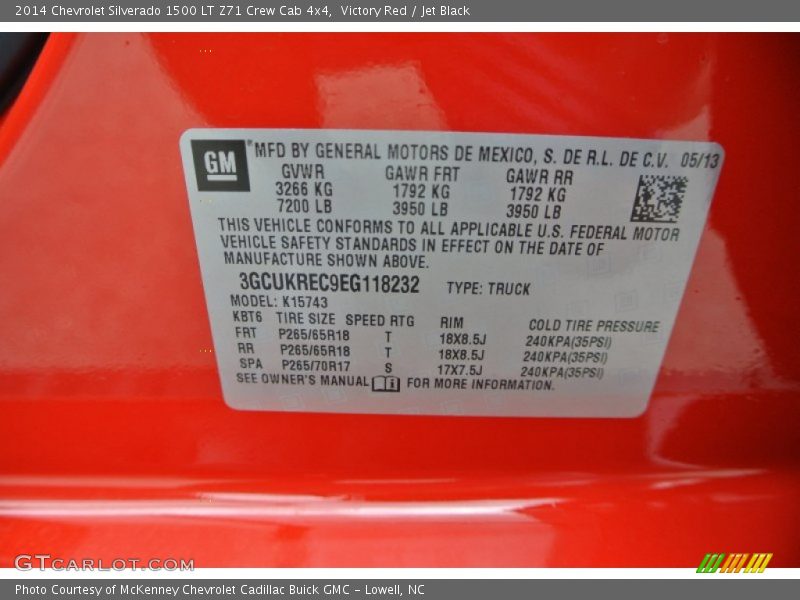 2014 Chevrolet Silverado 1500 LT Z71 Crew Cab 4x4, Victory Red / Jet Black
GM ® MFD BY GENERAL MOTORS DE MEXICO, S. DE R.L. DE C.V. 05/13
GVWR GAWR FRT GAWR RR
3266 KG 1792 KG 1792 KG
7200 LB 3950 LB 3950 LB
THIS VEHICLE CONFORMS TO ALL APPLICABLE U.S. FEDERAL MOTOR
VEHICLE SAFETY STANDARDS IN EFFECT ON THE DATE OF
MANUFACTURE SHOWN ABOVE.
3GCUKREC9EG118232 TYPE: TRUCK
MODEL: K15743
KBT6 TIRE SIZE SPEED RTG RIM COLD TIRE PRESSURE
FRT P265/65R18 T 18X8.5J 240KPA(35PSI)
RR P265/65R18 T 18X8.5J 240KPA(35PSI)
SPA P265/70R17 S 17X7.5J 240KPA(35PSI)
SEE OWNER'S MANUAL FOR MORE INFORMATION.
GTCARLOT.COM
Photo Courtesy of McKenney Chevrolet Cadillac Buick GMC - Lowell, NC